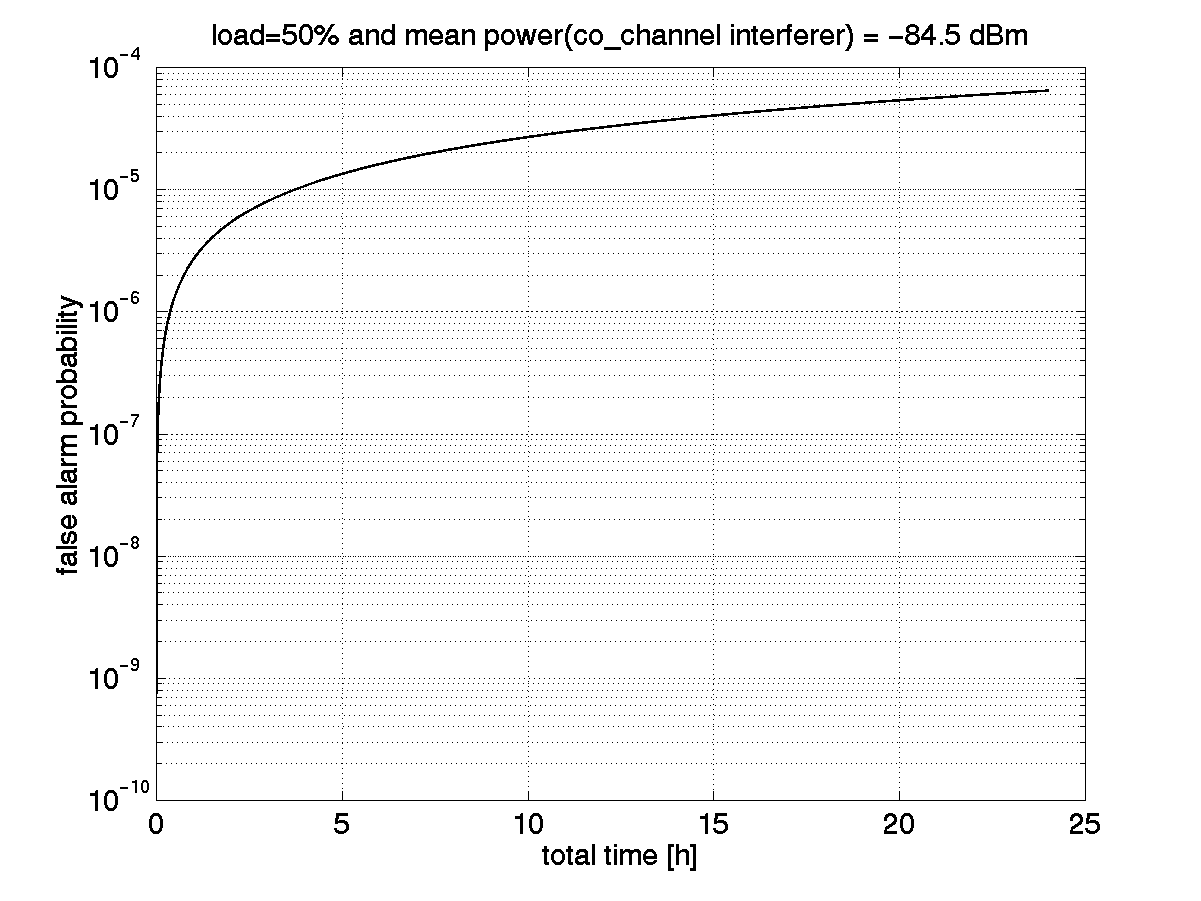 load=50% and mean power(co_channel interferer) = −84.5 dBm
10^−4
10^−5
10^−6
10^−7
10^−8
10^−9
10^−10
false alarm probability
0 5 10 15 20 25
total time [h]